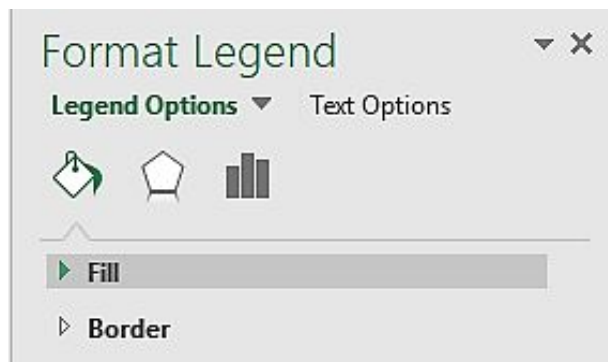 Format Legend
Legend Options Text Options
Fill
Border